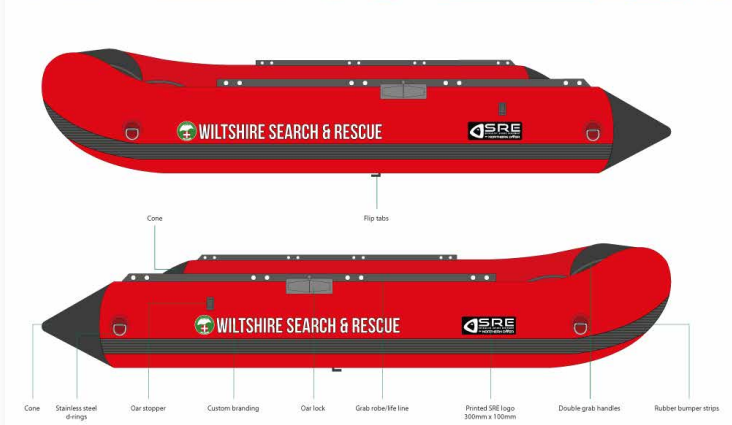 WILTSHIRE SEARCH & RESCUE
SRE
Flip tabs
Cone
WILTSHIRE SEARCH & RESCUE
SRE
Cone
Stainless steel
d-rings
Oar stopper
Custom branding
Oar lock
Grab robe/life line
Printed SRE logo
300mm x 100mm
Double grab handles
Rubber bumper strips